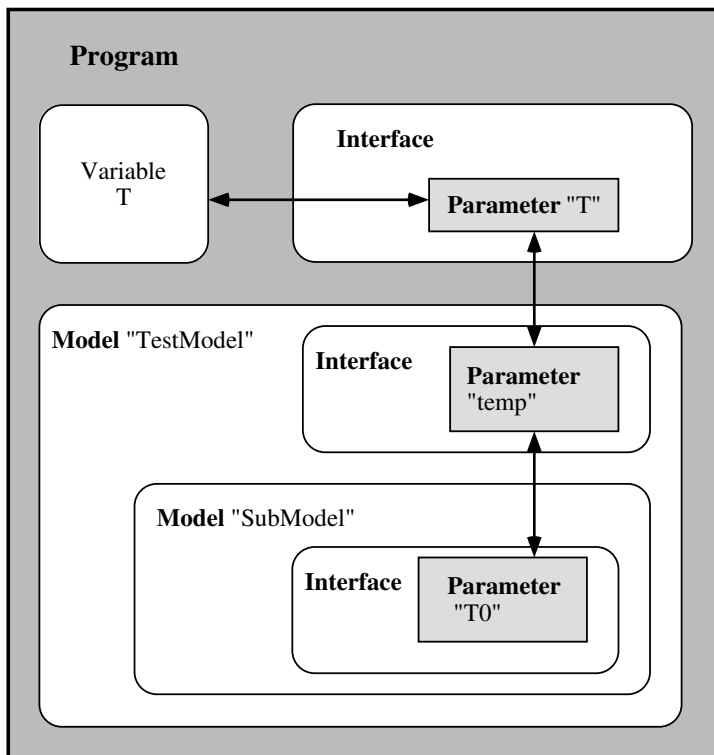 Program
Variable
T
Interface
Parameter "T"
Model "TestModel"
Interface
Parameter
"temp"
Model "SubModel"
Interface
Parameter
"T0"